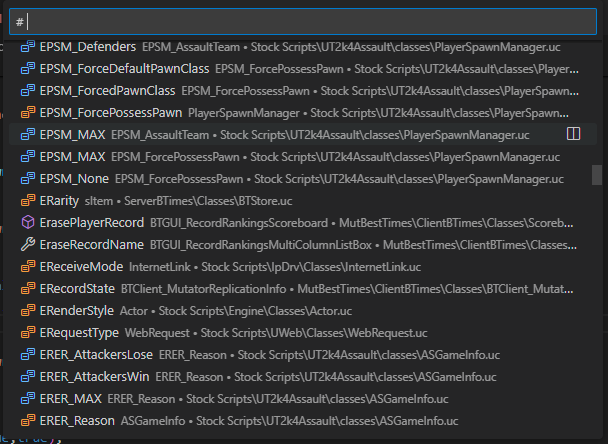 #
EPSM_Defenders EPSM_AssaultTeam • Stock Scripts\UT2k4Assault\classes\PlayerSpawnManager.uc
EPSM_ForceDefaultPawnClass EPSM_ForcePossessPawn • Stock Scripts\UT2k4Assault\classes\Player...
EPSM_ForcedPawnClass EPSM_ForcePossessPawn • Stock Scripts\UT2k4Assault\classes\PlayerSpawn...
EPSM_ForcePossessPawn PlayerSpawnManager • Stock Scripts\UT2k4Assault\classes\PlayerSpawn...
EPSM_MAX EPSM_AssaultTeam • Stock Scripts\UT2k4Assault\classes\PlayerSpawnManager.uc
EPSM_MAX EPSM_ForcePossessPawn • Stock Scripts\UT2k4Assault\classes\PlayerSpawnManager.uc
EPSM_None EPSM_ForcePossessPawn • Stock Scripts\UT2k4Assault\classes\PlayerSpawnManager.uc
ERarity sItem • ServerBTimes\Classes\BTStore.uc
ErasePlayerRecord BTGUI_RecordRankingsScoreboard • MutBestTimes\ClientBTimes\Classes\Scoreb...
EraseRecordName BTGUI_RecordRankingsMultiColumnListBox • MutBestTimes\ClientBTimes\Classes...
EReceiveMode InternetLink • Stock Scripts\IpDrv\Classes\InternetLink.uc
ERecordState BTClient_MutatorReplicationInfo • MutBestTimes\ClientBTimes\Classes\BTClient_Mutat...
ERenderStyle Actor • Stock Scripts\Engine\Classes\Actor.uc
ERequestType WebRequest • Stock Scripts\UWeb\Classes\WebRequest.uc
ERER_AttackersLose ERER_Reason • Stock Scripts\UT2k4Assault\classes\ASGameInfo.uc
ERER_AttackersWin ERER_Reason • Stock Scripts\UT2k4Assault\classes\ASGameInfo.uc
ERER_MAX ERER_Reason • Stock Scripts\UT2k4Assault\classes\ASGameInfo.uc
ERER_Reason ASGameInfo • Stock Scripts\UT2k4Assault\classes\ASGameInfo.uc